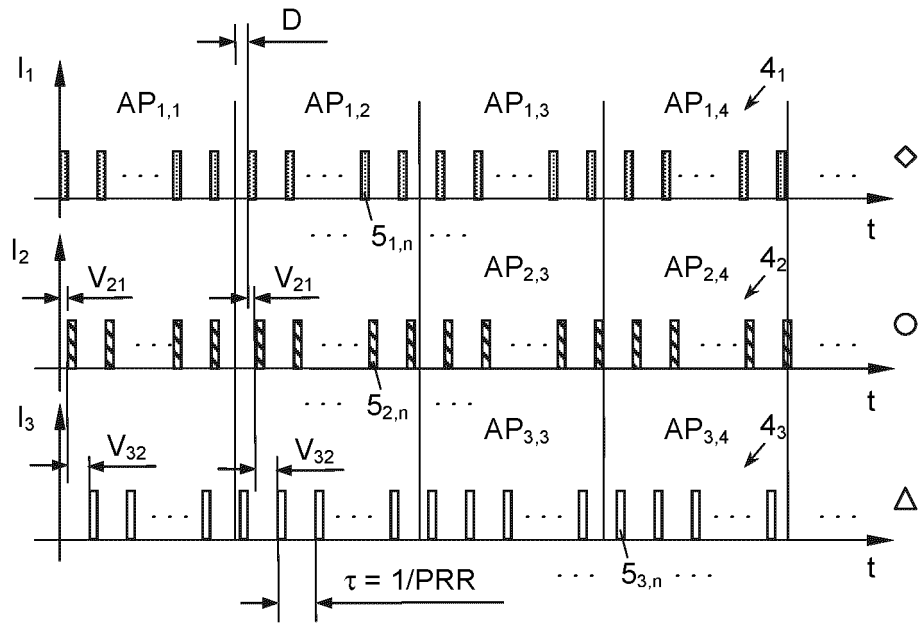 D
I₁
4₁
AP₁,₁ AP₁,₂ AP₁,₃ AP₁,₄
. . . . . . . . . . . . . . .
t
. . . 5₁,ₙ . . .
I₂
V₂₁ V₂₁
AP₂,₃ AP₂,₄ 4₂
. . . . . . . . . . . . . . .
t
. . . 5₂,ₙ . . .
I₃
V₃₂ V₃₂
AP₃,₃ AP₃,₄ 4₃
. . . . . . . . . . . . . . .
t
. . . 5₃,ₙ . . .
τ = 1/PRR